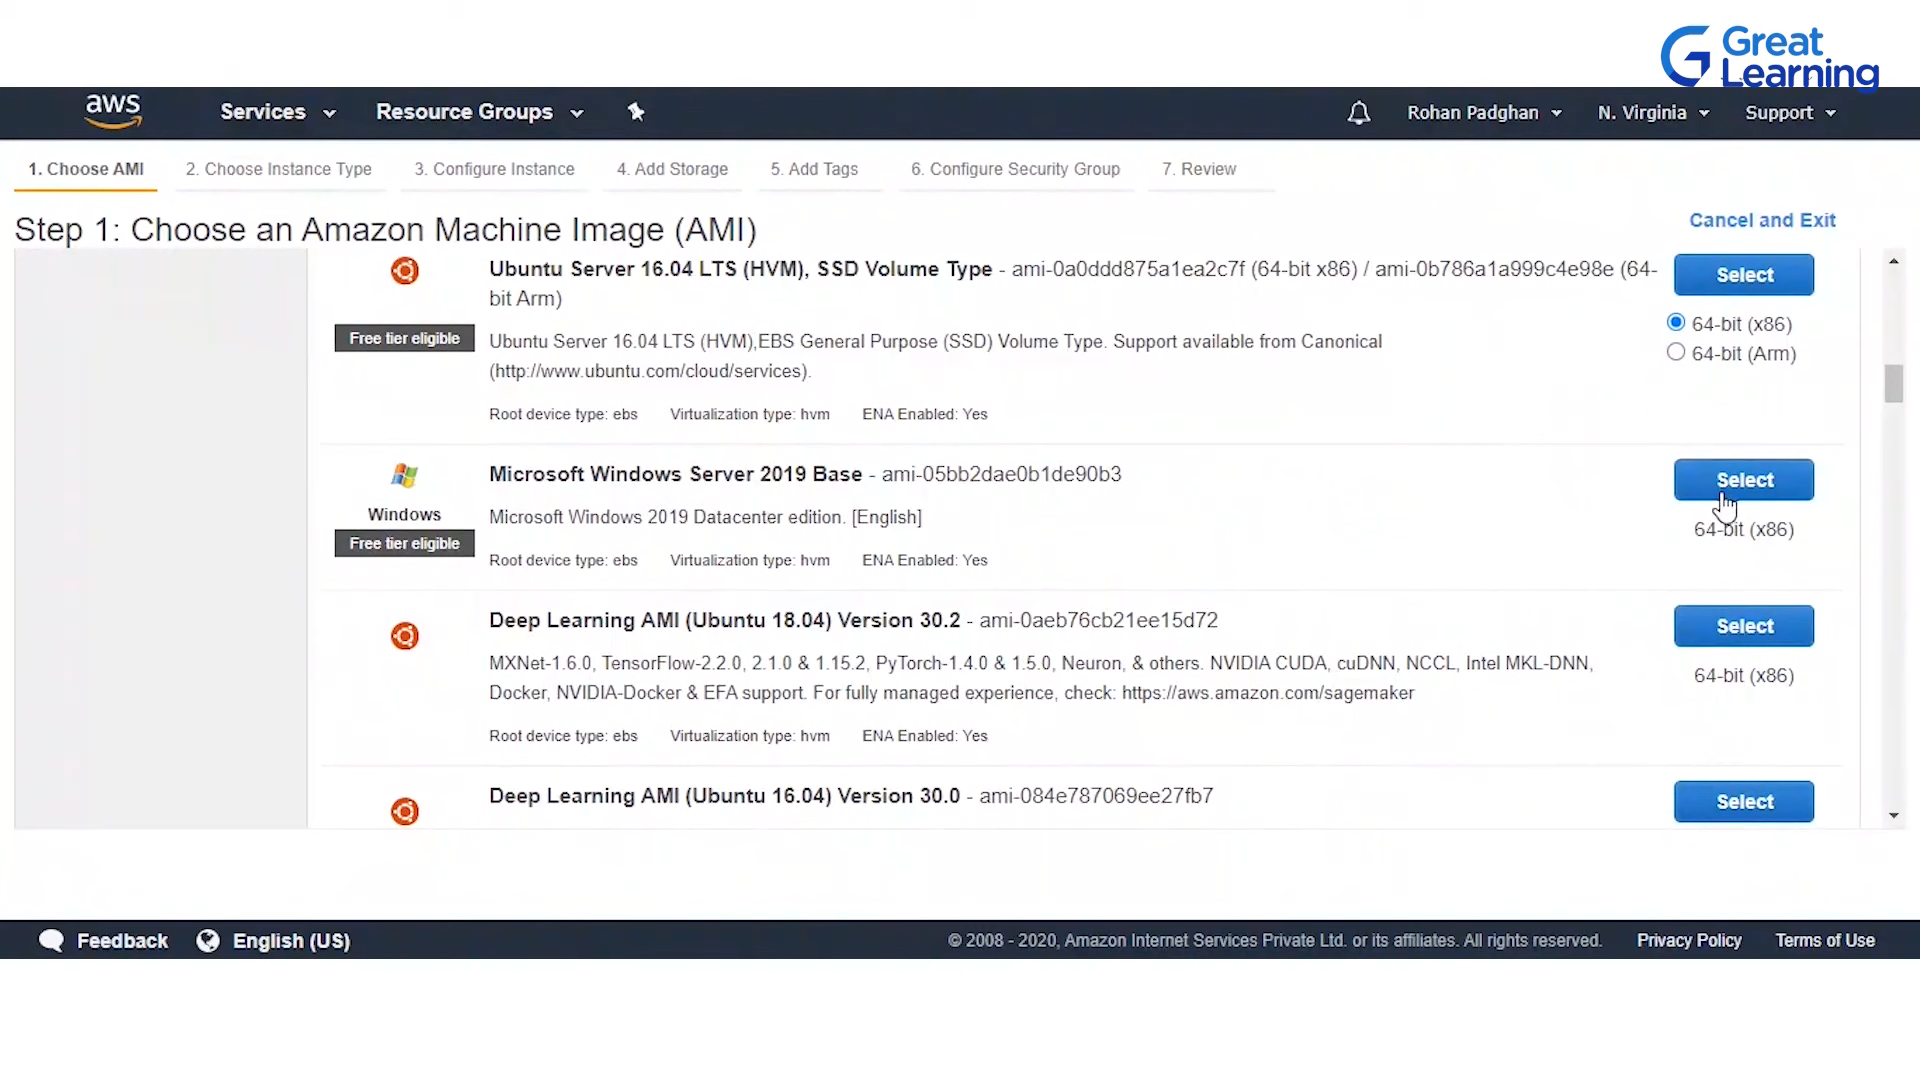 Great
Learning
aws Services Resource Groups Rohan Padghan N. Virginia Support
1. Choose AMI 2. Choose Instance Type 3. Configure Instance 4. Add Storage 5. Add Tags 6. Configure Security Group 7. Review
Step 1: Choose an Amazon Machine Image (AMI)
Cancel and Exit
Ubuntu Server 16.04 LTS (HVM), SSD Volume Type - ami-0a0ddd875a1ea2c7f (64-bit x86) / ami-0b786a1a999c4e98e (64-
bit Arm)
Select
64-bit (x86)
64-bit (Arm)
Free tier eligible
Ubuntu Server 16.04 LTS (HVM),EBS General Purpose (SSD) Volume Type. Support available from Canonical
(http://www.ubuntu.com/cloud/services).
Root device type: ebs Virtualization type: hvm ENA Enabled: Yes
Microsoft Windows Server 2019 Base - ami-05bb2dae0b1de90b3
Select
Windows
Free tier eligible
Microsoft Windows 2019 Datacenter edition. [English]
64-bit (x86)
Root device type: ebs Virtualization type: hvm ENA Enabled: Yes
Deep Learning AMI (Ubuntu 18.04) Version 30.2 - ami-0aeb76cb21ee15d72
Select
MXNet-1.6.0, TensorFlow-2.2.0, 2.1.0 & 1.15.2, PyTorch-1.4.0 & 1.5.0, Neuron, & others. NVIDIA CUDA, cuDNN, NCCL, Intel MKL-DNN,
Docker, NVIDIA-Docker & EFA support. For fully managed experience, check: https://aws.amazon.com/sagemaker
64-bit (x86)
Root device type: ebs Virtualization type: hvm ENA Enabled: Yes
Deep Learning AMI (Ubuntu 16.04) Version 30.0 - ami-084e787069ee27fb7
Select
Feedback English (US) © 2008 - 2020, Amazon Internet Services Private Ltd. or its affiliates. All rights reserved. Privacy Policy Terms of Use